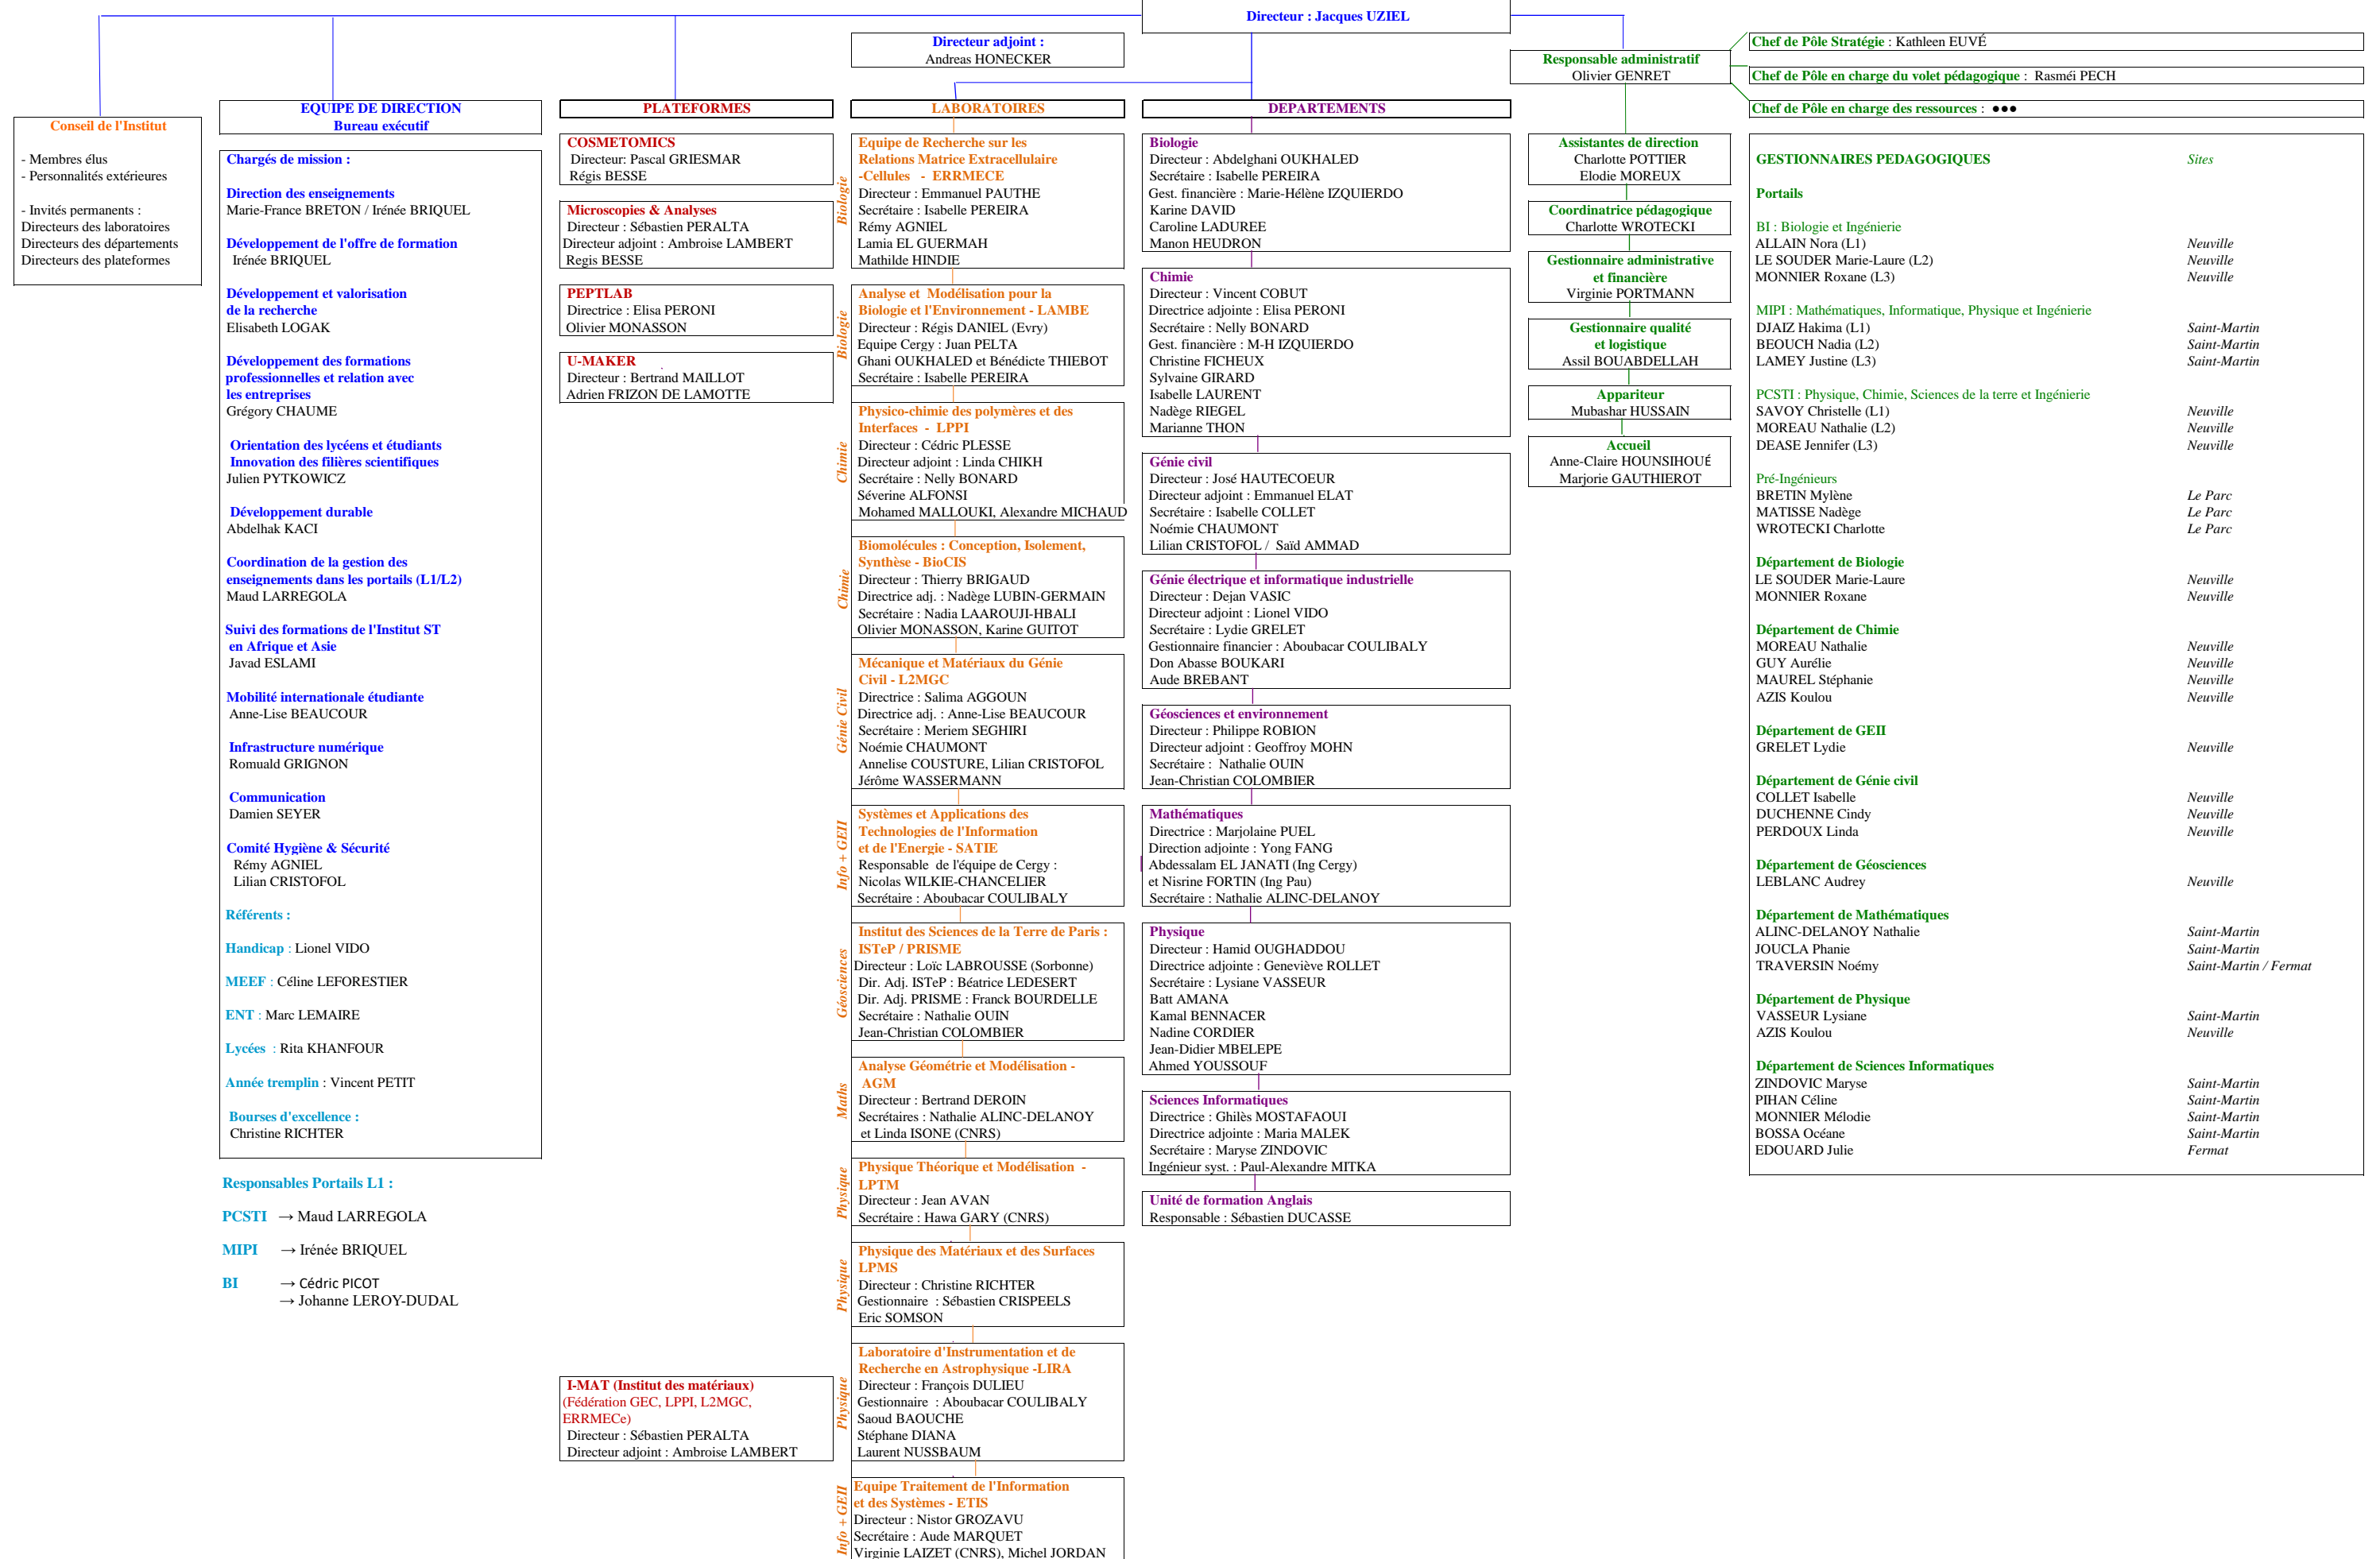 Directeur : Jacques UZIEL
Directeur adjoint :
Andreas HONECKER
Responsable administratif
Olivier GENRET
Chef de Pôle Stratégie : Kathleen EUVÉ
Chef de Pôle en charge du volet pédagogique : Rasméi PECH
Chef de Pôle en charge des ressources : ●●●
Conseil de l'Institut
- Membres élus
- Personnalités extérieures
- Invités permanents :
Directeurs des laboratoires
Directeurs des départements
Directeurs des plateformes
EQUIPE DE DIRECTION
Bureau exécutif
Chargés de mission :
Direction des enseignements
Marie-France BRETON / Irénée BRIQUEL
Développement de l'offre de formation
Irénée BRIQUEL
Développement et valorisation
de la recherche
Elisabeth LOGAK
Développement des formations
professionnelles et relation avec
les entreprises
Grégory CHAUME
Orientation des lycéens et étudiants
Innovation des filières scientifiques
Julien PYTKOWICZ
Développement durable
Abdelhak KACI
Coordination de la gestion des
enseignements dans les portails (L1/L2)
Maud LARREGOLA
Suivi des formations de l'Institut ST
en Afrique et Asie
Javad ESLAMI
Mobilité internationale étudiante
Anne-Lise BEAUCOUR
Infrastructure numérique
Romuald GRIGNON
Communication
Damien SEYER
Comité Hygiène & Sécurité
Rémy AGNIEL
Lilian CRISTOFOL
Référents :
Handicap : Lionel VIDO
MEEF : Céline LEFORESTIER
ENT : Marc LEMAIRE
Lycées : Rita KHANFOUR
Année tremplin : Vincent PETIT
Bourses d'excellence :
Christine RICHTER
Responsables Portails L1 :
PCSTI → Maud LARREGOLA
MIPI → Irénée BRIQUEL
BI → Cédric PICOT
→ Johanne LEROY-DUDAL
PLATEFORMES
COSMETOMICS
Directeur: Pascal GRIESMAR
Régis BESSE
Microscopies & Analyses
Directeur : Sébastien PERALTA
Directeur adjoint : Ambroise LAMBERT
Regis BESSE
PEPTLAB
Directrice : Elisa PERONI
Olivier MONASSON
U-MAKER
Directeur : Bertrand MAILLOT
Adrien FRIZON DE LAMOTTE
I-MAT (Institut des matériaux)
(Fédération GEC, LPPI, L2MGC,
ERRMECe)
Directeur : Sébastien PERALTA
Directeur adjoint : Ambroise LAMBERT
LABORATOIRES
Biologie
Equipe de Recherche sur les
Relations Matrice Extracellulaire
-Cellules - ERRMECE
Directeur : Emmanuel PAUTHE
Secrétaire : Isabelle PEREIRA
Rémy AGNIEL
Lamia EL GUERMAH
Mathilde HINDIE
Biologie
Analyse et Modélisation pour la
Biologie et l'Environnement - LAMBE
Directeur : Régis DANIEL (Evry)
Equipe Cergy : Juan PELTA
Ghani OUKHALED et Bénédicte THIEBOT
Secrétaire : Isabelle PEREIRA
Chimie
Physico-chimie des polymères et des
Interfaces - LPPI
Directeur : Cédric PLESSE
Directeur adjoint : Linda CHIKH
Secrétaire : Nelly BONARD
Séverine ALFONSI
Mohamed MALLOUKI, Alexandre MICHAUD
Chimie
Biomolécules : Conception, Isolement,
Synthèse - BioCIS
Directeur : Thierry BRIGAUD
Directrice adj. : Nadège LUBIN-GERMAIN
Secrétaire : Nadia LAAROUJI-HBALI
Olivier MONASSON, Karine GUITOT
Génie Civil
Mécanique et Matériaux du Génie
Civil - L2MGC
Directrice : Salima AGGOUN
Directrice adj. : Anne-Lise BEAUCOUR
Secrétaire : Meriem SEGHIRI
Noémie CHAUMONT
Annelise COUSTURE, Lilian CRISTOFOL
Jérôme WASSERMANN
Info + GEII
Systèmes et Applications des
Technologies de l'Information
et de l'Energie - SATIE
Responsable de l'équipe de Cergy :
Nicolas WILKIE-CHANCELIER
Secrétaire : Aboubacar COULIBALY
Géosciences
Institut des Sciences de la Terre de Paris :
ISTeP / PRISME
Directeur : Loïc LABROUSSE (Sorbonne)
Dir. Adj. ISTeP : Béatrice LEDESERT
Dir. Adj. PRISME : Franck BOURDELLE
Secrétaire : Nathalie OUIN
Jean-Christian COLOMBIER
Maths
Analyse Géométrie et Modélisation -
AGM
Directeur : Bertrand DEROIN
Secrétaires : Nathalie ALINC-DELANOY
et Linda ISONE (CNRS)
Physique
Physique Théorique et Modélisation -
LPTM
Directeur : Jean AVAN
Secrétaire : Hawa GARY (CNRS)
Physique
Physique des Matériaux et des Surfaces
LPMS
Directeur : Christine RICHTER
Gestionnaire : Sébastien CRISPEELS
Eric SOMSON
Physique
Laboratoire d'Instrumentation et de
Recherche en Astrophysique -LIRA
Directeur : François DULIEU
Gestionnaire : Aboubacar COULIBALY
Saoud BAOUCHE
Stéphane DIANA
Laurent NUSSBAUM
Info + GEII
Equipe Traitement de l'Information
et des Systèmes - ETIS
Directeur : Nistor GROZAVU
Secrétaire : Aude MARQUET
Virginie LAIZET (CNRS), Michel JORDAN
DEPARTEMENTS
Biologie
Directeur : Abdelghani OUKHALED
Secrétaire : Isabelle PEREIRA
Gest. financière : Marie-Hélène IZQUIERDO
Karine DAVID
Caroline LADUREE
Manon HEUDRON
Chimie
Directeur : Vincent COBUT
Directrice adjointe : Elisa PERONI
Secrétaire : Nelly BONARD
Gest. financière : M-H IZQUIERDO
Christine FICHEUX
Sylvaine GIRARD
Isabelle LAURENT
Nadège RIEGEL
Marianne THON
Génie civil
Directeur : José HAUTECOEUR
Directeur adjoint : Emmanuel ELAT
Secrétaire : Isabelle COLLET
Noémie CHAUMONT
Lilian CRISTOFOL / Saïd AMMAD
Génie électrique et informatique industrielle
Directeur : Dejan VASIC
Directeur adjoint : Lionel VIDO
Secrétaire : Lydie GRELET
Gestionnaire financier : Aboubacar COULIBALY
Don Abasse BOUKARI
Aude BREBANT
Géosciences et environnement
Directeur : Philippe ROBION
Directeur adjoint : Geoffroy MOHN
Secrétaire : Nathalie OUIN
Jean-Christian COLOMBIER
Mathématiques
Directrice : Marjolaine PUEL
Direction adjointe : Yong FANG
Abdessalam EL JANATI (Ing Cergy)
et Nisrine FORTIN (Ing Pau)
Secrétaire : Nathalie ALINC-DELANOY
Physique
Directeur : Hamid OUGHADDOU
Directrice adjointe : Geneviève ROLLET
Secrétaire : Lysiane VASSEUR
Batt AMANA
Kamal BENNACER
Nadine CORDIER
Jean-Didier MBELEPE
Ahmed YOUSSOUF
Sciences Informatiques
Directrice : Ghilès MOSTAFAOUI
Directrice adjointe : Maria MALEK
Secrétaire : Maryse ZINDOVIC
Ingénieur syst. : Paul-Alexandre MITKA
Unité de formation Anglais
Responsable : Sébastien DUCASSE
Assistantes de direction
Charlotte POTTIER
Elodie MOREUX
Coordinatrice pédagogique
Charlotte WROTECKI
Gestionnaire administrative
et financière
Virginie PORTMANN
Gestionnaire qualité
et logistique
Assil BOUABDELLAH
Appariteur
Mubashar HUSSAIN
Accueil
Anne-Claire HOUNSIHOUÉ
Marjorie GAUTHIEROT
GESTIONNAIRES PEDAGOGIQUES Sites
Portails
BI : Biologie et Ingénierie
ALLAIN Nora (L1) Neuville
LE SOUDER Marie-Laure (L2) Neuville
MONNIER Roxane (L3) Neuville
MIPI : Mathématiques, Informatique, Physique et Ingénierie
DJAIZ Hakima (L1) Saint-Martin
BEOUCH Nadia (L2) Saint-Martin
LAMEY Justine (L3) Saint-Martin
PCSTI : Physique, Chimie, Sciences de la terre et Ingénierie
SAVOY Christelle (L1) Neuville
MOREAU Nathalie (L2) Neuville
DEASE Jennifer (L3) Neuville
Pré-Ingénieurs
BRETIN Mylène Le Parc
MATISSE Nadège Le Parc
WROTECKI Charlotte Le Parc
Département de Biologie
LE SOUDER Marie-Laure Neuville
MONNIER Roxane Neuville
Département de Chimie
MOREAU Nathalie Neuville
GUY Aurélie Neuville
MAUREL Stéphanie Neuville
AZIS Koulou Neuville
Département de GEII
GRELET Lydie Neuville
Département de Génie civil
COLLET Isabelle Neuville
DUCHENNE Cindy Neuville
PERDOUX Linda Neuville
Département de Géosciences
LEBLANC Audrey Neuville
Département de Mathématiques
ALINC-DELANOY Nathalie Saint-Martin
JOUCLA Phanie Saint-Martin
TRAVERSIN Noémy Saint-Martin / Fermat
Département de Physique
VASSEUR Lysiane Saint-Martin
AZIS Koulou Neuville
Département de Sciences Informatiques
ZINDOVIC Maryse Saint-Martin
PIHAN Céline Saint-Martin
MONNIER Mélodie Saint-Martin
BOSSA Océane Saint-Martin
EDOUARD Julie Fermat